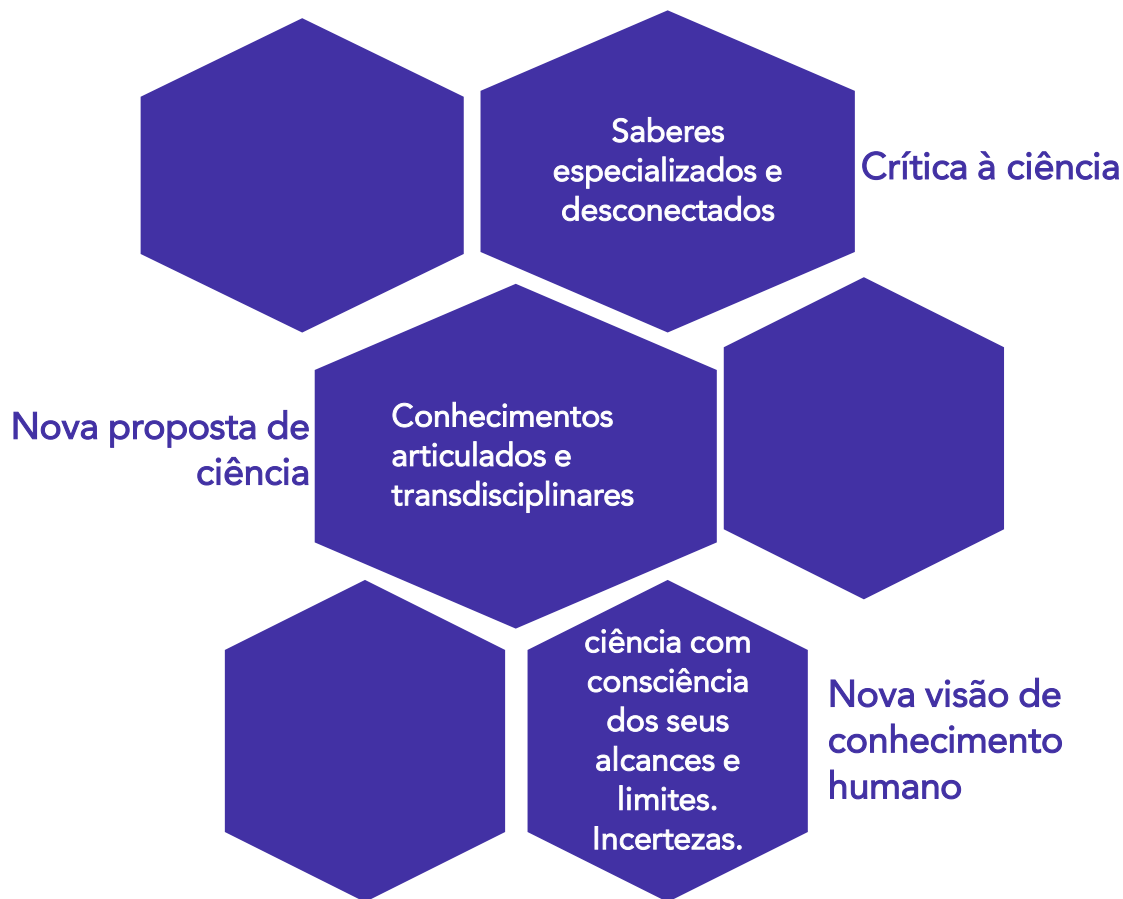 Saberes
especializados e
desconectados
Crítica à ciência
Nova proposta de
ciência
Conhecimentos
articulados e
transdisciplinares
ciência com
consciência
dos seus
alcances e
limites.
Incertezas.
Nova visão de
conhecimento
humano